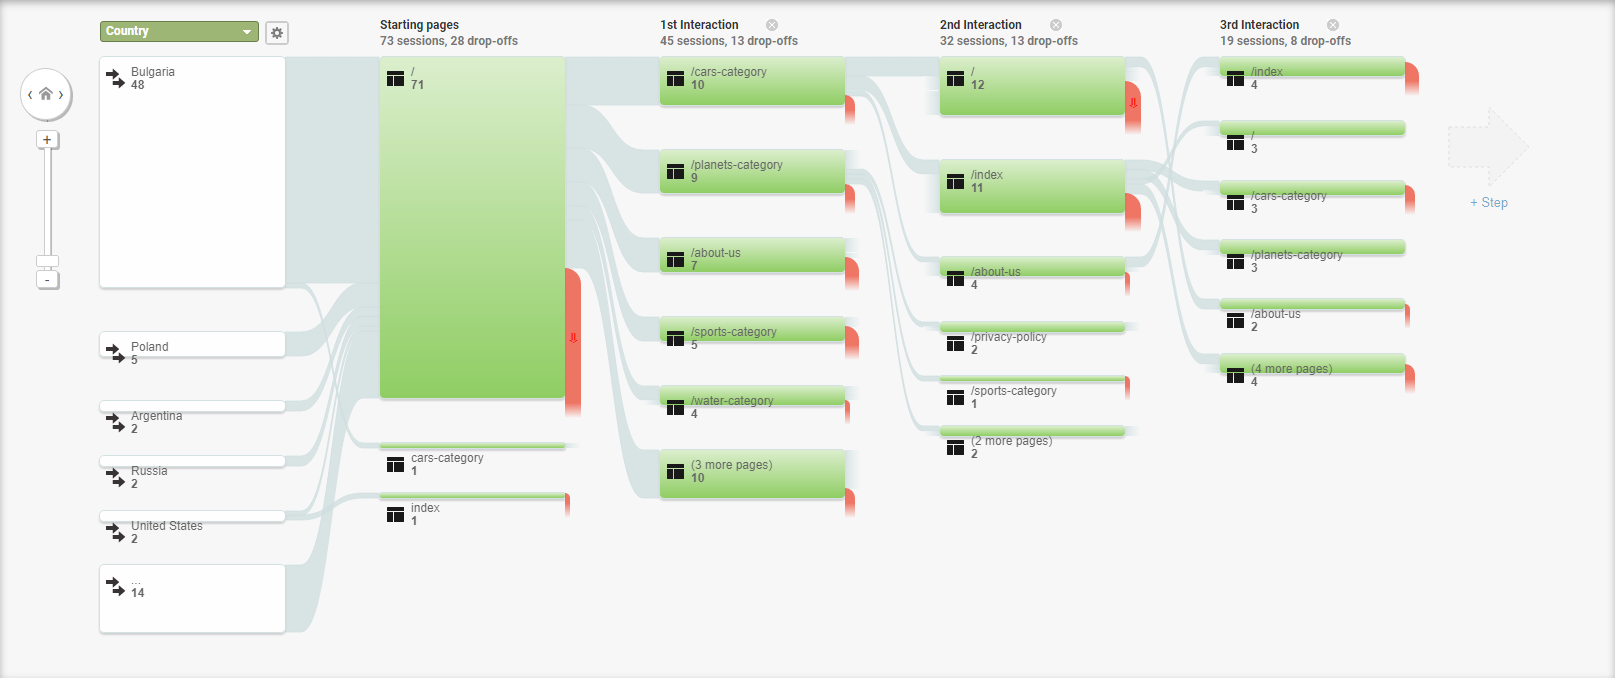 Country
Starting pages
73 sessions, 28 drop-offs
1st Interaction
45 sessions, 13 drop-offs
2nd Interaction
32 sessions, 13 drop-offs
3rd Interaction
19 sessions, 8 drop-offs
+
-
Bulgaria
48
Poland
5
Argentina
2
Russia
2
United States
2
...
14
/
71
cars-category
1
index
1
/cars-category
10
/planets-category
9
/about-us
7
/sports-category
5
/water-category
4
(3 more pages)
10
/
12
/index
11
/about-us
4
/privacy-policy
2
/sports-category
1
(2 more pages)
2
/index
4
/
3
/cars-category
3
/planets-category
3
/about-us
2
(4 more pages)
4
+ Step